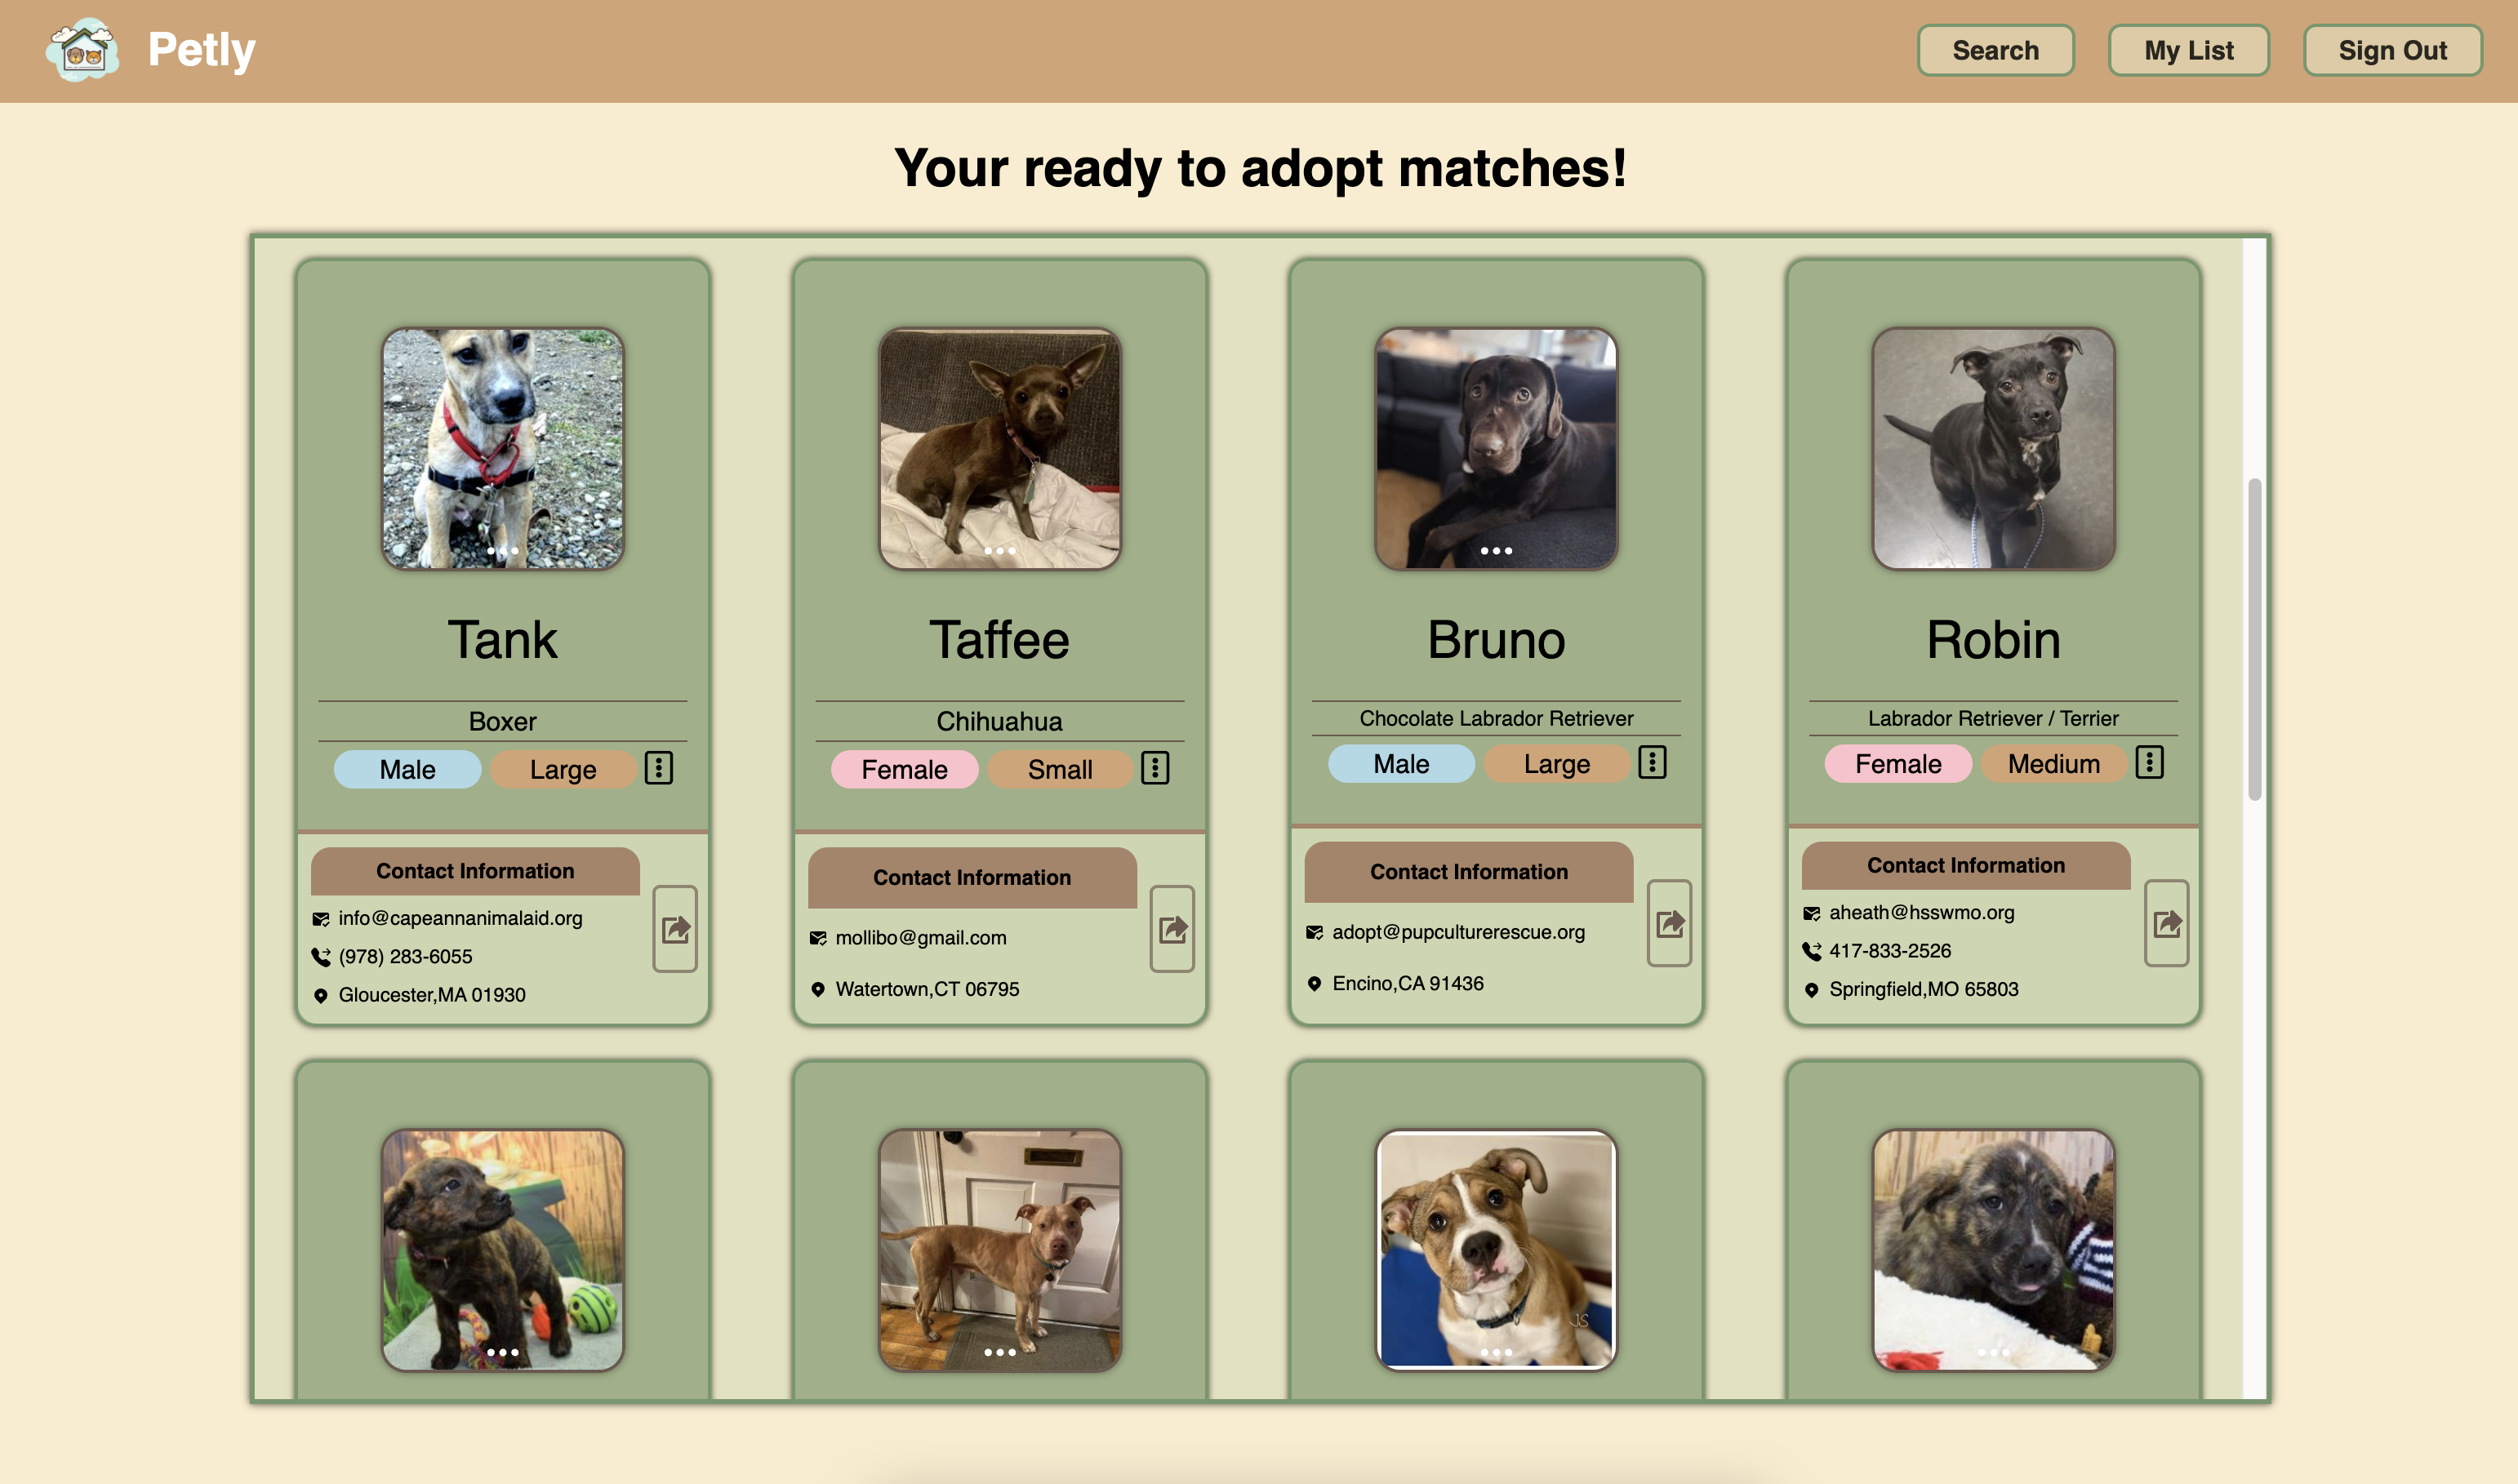 Petly
Search
My List
Sign Out
Your ready to adopt matches!
Tank
Boxer
Male
Large
Contact Information
info@capeannanimalaid.org
(978) 283-6055
Gloucester,MA 01930
Taffee
Chihuahua
Female
Small
Contact Information
mollibo@gmail.com
Watertown,CT 06795
Bruno
Chocolate Labrador Retriever
Male
Large
Contact Information
adopt@pupculturerescue.org
Encino,CA 91436
Robin
Labrador Retriever / Terrier
Female
Medium
Contact Information
aheath@hsswmo.org
417-833-2526
Springfield,MO 65803
JS